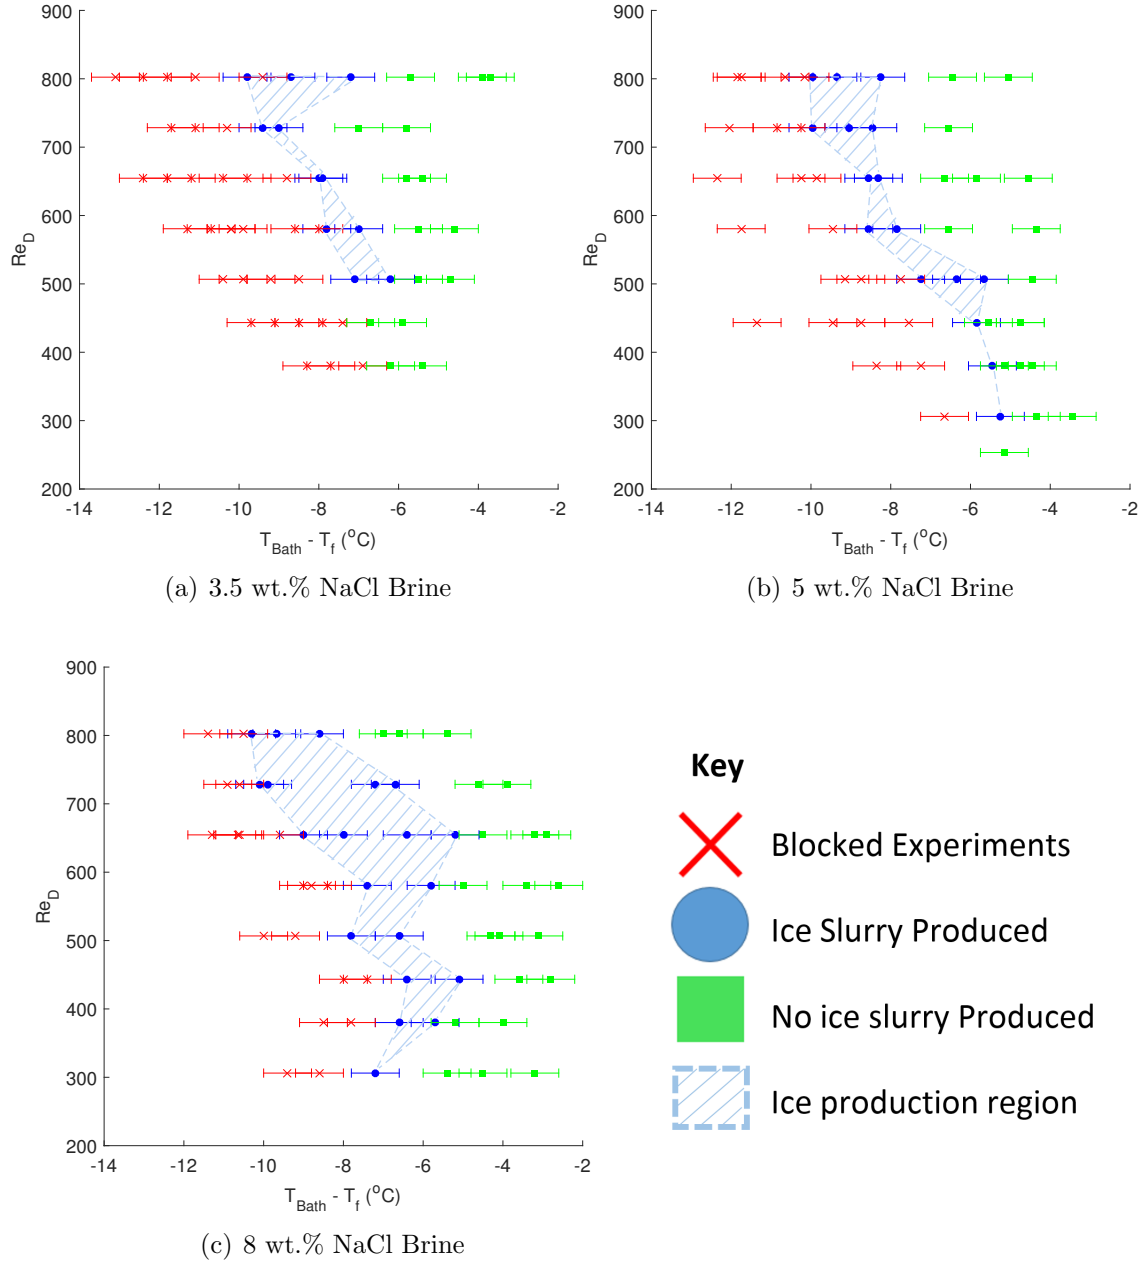 900
800
700
600
500
400
300
200
Re_D
-14 -12 -10 -8 -6 -4 -2
T_Bath - T_f (°C)
(a) 3.5 wt.% NaCl Brine
900
800
700
600
500
400
300
200
Re_D
-14 -12 -10 -8 -6 -4 -2
T_Bath - T_f (°C)
(b) 5 wt.% NaCl Brine
900
800
700
600
500
400
300
200
Re_D
-14 -12 -10 -8 -6 -4 -2
T_Bath - T_f (°C)
(c) 8 wt.% NaCl Brine
Key
Blocked Experiments
Ice Slurry Produced
No ice slurry Produced
Ice production region